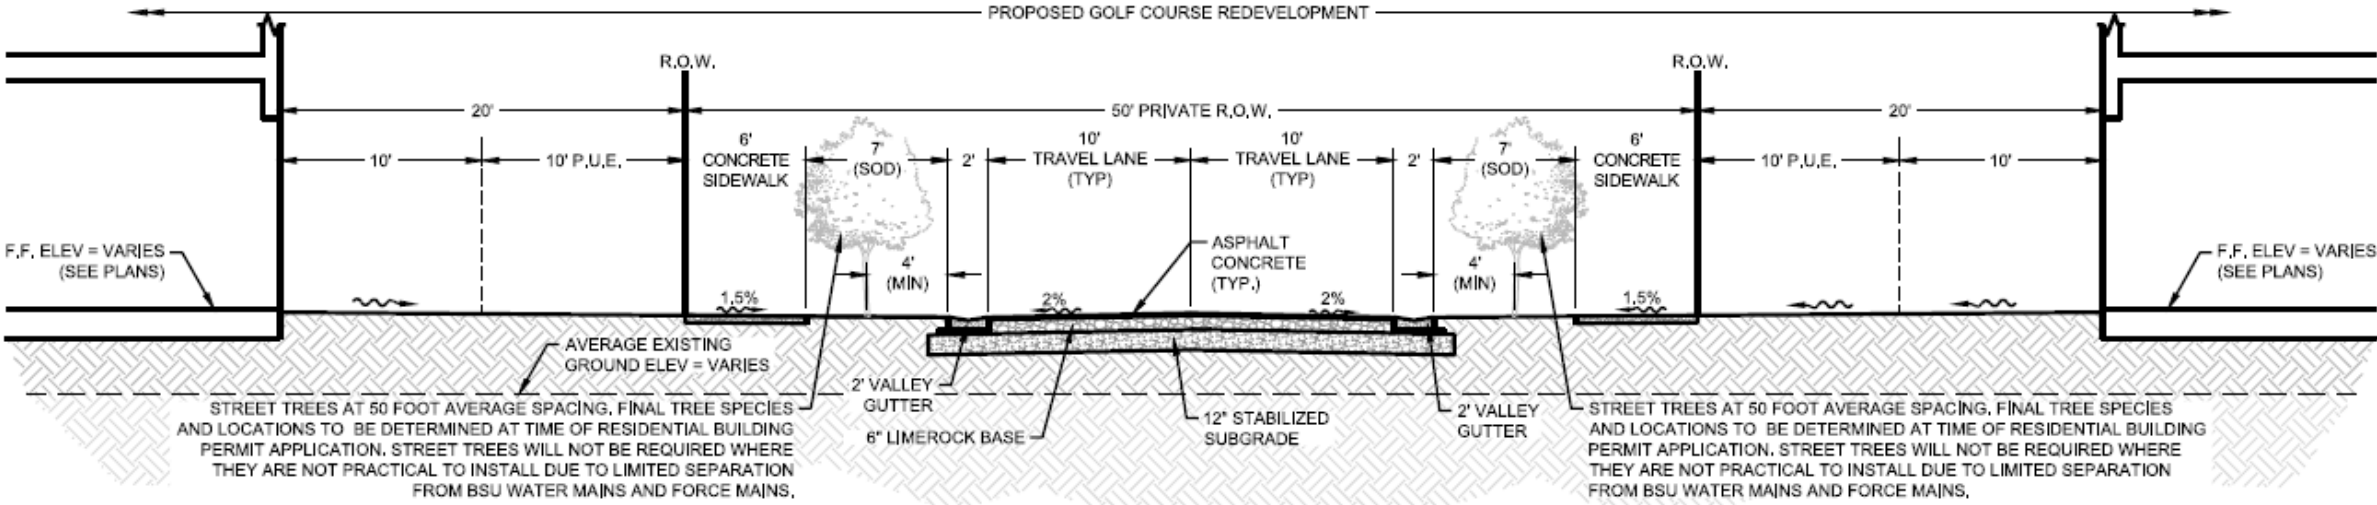 PROPOSED GOLF COURSE REDEVELOPMENT
R.O.W.
R.O.W.
20'
50' PRIVATE R.O.W.
20'
10'
10' P.U.E.
6'
CONCRETE
SIDEWALK
7'
(SOD)
2'
10'
TRAVEL LANE
(TYP)
10'
TRAVEL LANE
(TYP)
2'
7'
(SOD)
6'
CONCRETE
SIDEWALK
10' P.U.E.
10'
F.F. ELEV = VARIES
(SEE PLANS)
4'
(MIN)
ASPHALT
CONCRETE
(TYP.)
4'
(MIN)
F.F. ELEV = VARIES
(SEE PLANS)
1.5%
2%
2%
1.5%
AVERAGE EXISTING
GROUND ELEV = VARIES
2' VALLEY
GUTTER
6" LIMEROCK BASE
12" STABILIZED
SUBGRADE
2' VALLEY
GUTTER
STREET TREES AT 50 FOOT AVERAGE SPACING. FINAL TREE SPECIES
AND LOCATIONS TO BE DETERMINED AT TIME OF RESIDENTIAL BUILDING
PERMIT APPLICATION. STREET TREES WILL NOT BE REQUIRED WHERE
THEY ARE NOT PRACTICAL TO INSTALL DUE TO LIMITED SEPARATION
FROM BSU WATER MAINS AND FORCE MAINS.
STREET TREES AT 50 FOOT AVERAGE SPACING. FINAL TREE SPECIES
AND LOCATIONS TO BE DETERMINED AT TIME OF RESIDENTIAL BUILDING
PERMIT APPLICATION. STREET TREES WILL NOT BE REQUIRED WHERE
THEY ARE NOT PRACTICAL TO INSTALL DUE TO LIMITED SEPARATION
FROM BSU WATER MAINS AND FORCE MAINS.